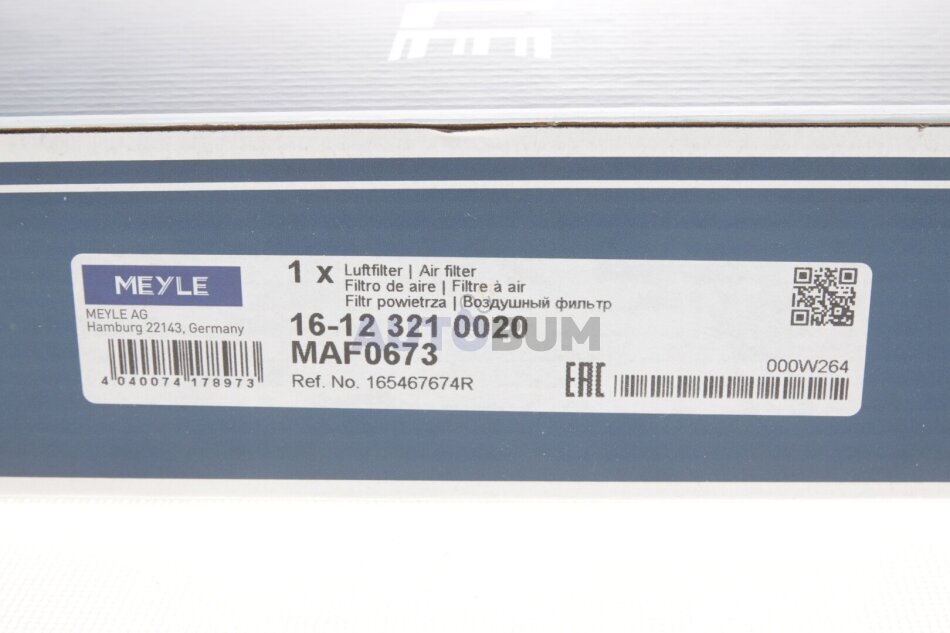 MEYLE
MEYLE AG
Hamburg 22143, Germany
4 040074 178973
1 x
Luftfilter | Air filter
Filtro de aire | Filtre à air
Filtr powietrza | Воздушный фильтр
16-12 321 0020
MAF0673
Ref. No. 165467674R
AUTOBUM
EAC
000W264